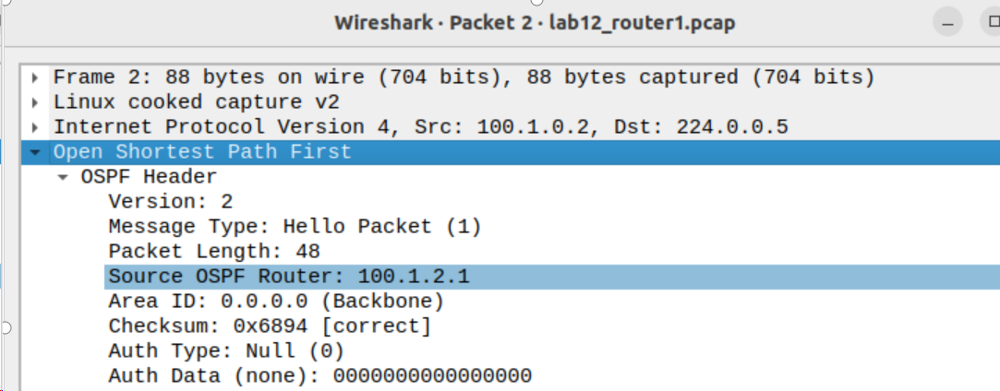 Wireshark · Packet 2 · lab12_router1.pcap
Frame 2: 88 bytes on wire (704 bits), 88 bytes captured (704 bits)
Linux cooked capture v2
Internet Protocol Version 4, Src: 100.1.0.2, Dst: 224.0.0.5
Open Shortest Path First
OSPF Header
Version: 2
Message Type: Hello Packet (1)
Packet Length: 48
Source OSPF Router: 100.1.2.1
Area ID: 0.0.0.0 (Backbone)
Checksum: 0x6894 [correct]
Auth Type: Null (0)
Auth Data (none): 0000000000000000